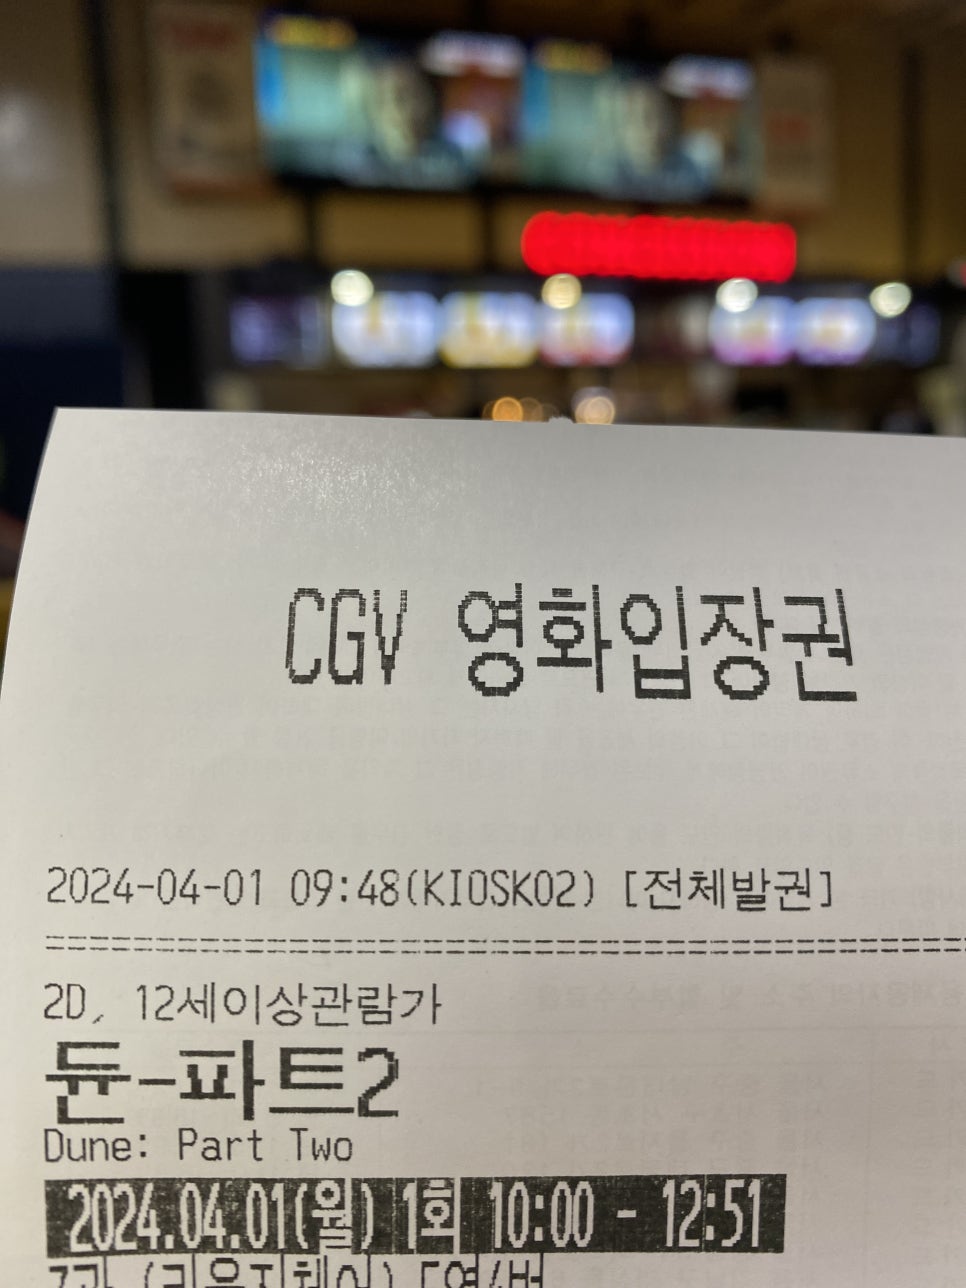 CGV 영화입장권
2024-04-01 09:48(KIOSK02) [전체발권]
2D, 12세이상관람가
듄-파트2
Dune: Part Two
2024.04.01(월) 1회 10:00 - 12:51